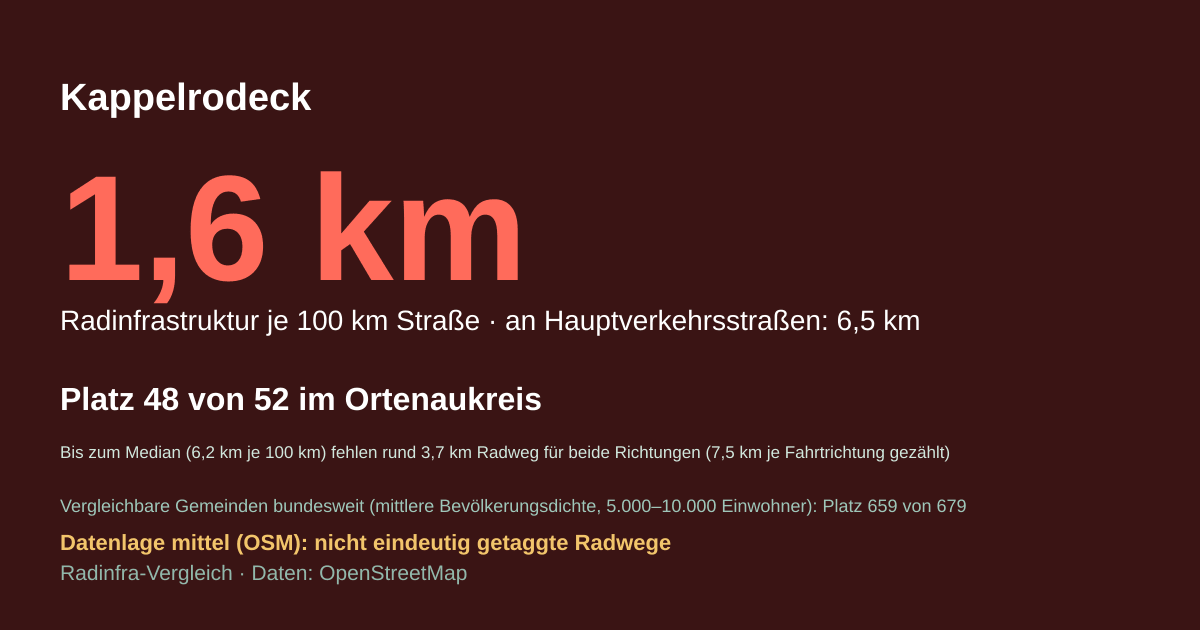 Kappelrodeck
1,6 km
Radinfrastruktur je 100 km Straße · an Hauptverkehrsstraßen: 6,5 km
Platz 48 von 52 im Ortenaukreis
Bis zum Median (6,2 km je 100 km) fehlen rund 3,7 km Radweg für beide Richtungen (7,5 km je Fahrtrichtung gezählt)
Vergleichbare Gemeinden bundesweit (mittlere Bevölkerungsdichte, 5.000–10.000 Einwohner): Platz 659 von 679
Datenlage mittel (OSM): nicht eindeutig getaggte Radwege
Radinfra-Vergleich · Daten: OpenStreetMap